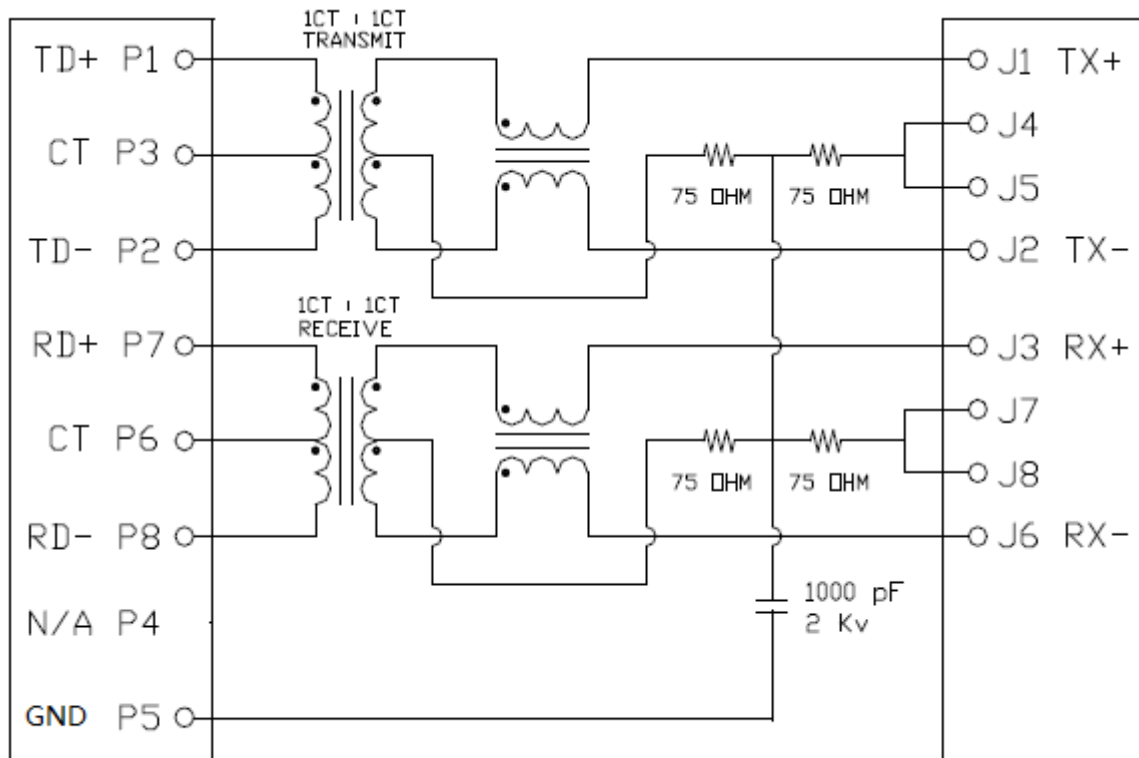 1CT : 1CT
TRANSMIT
TD+ P1
J1 TX+
J4
CT P3
75 OHM 75 OHM
J5
TD- P2
J2 TX-
1CT : 1CT
RECEIVE
RD+ P7
J3 RX+
J7
CT P6
75 OHM 75 OHM
J8
RD- P8
J6 RX-
1000 pF
2 Kv
N/A P4
GND P5